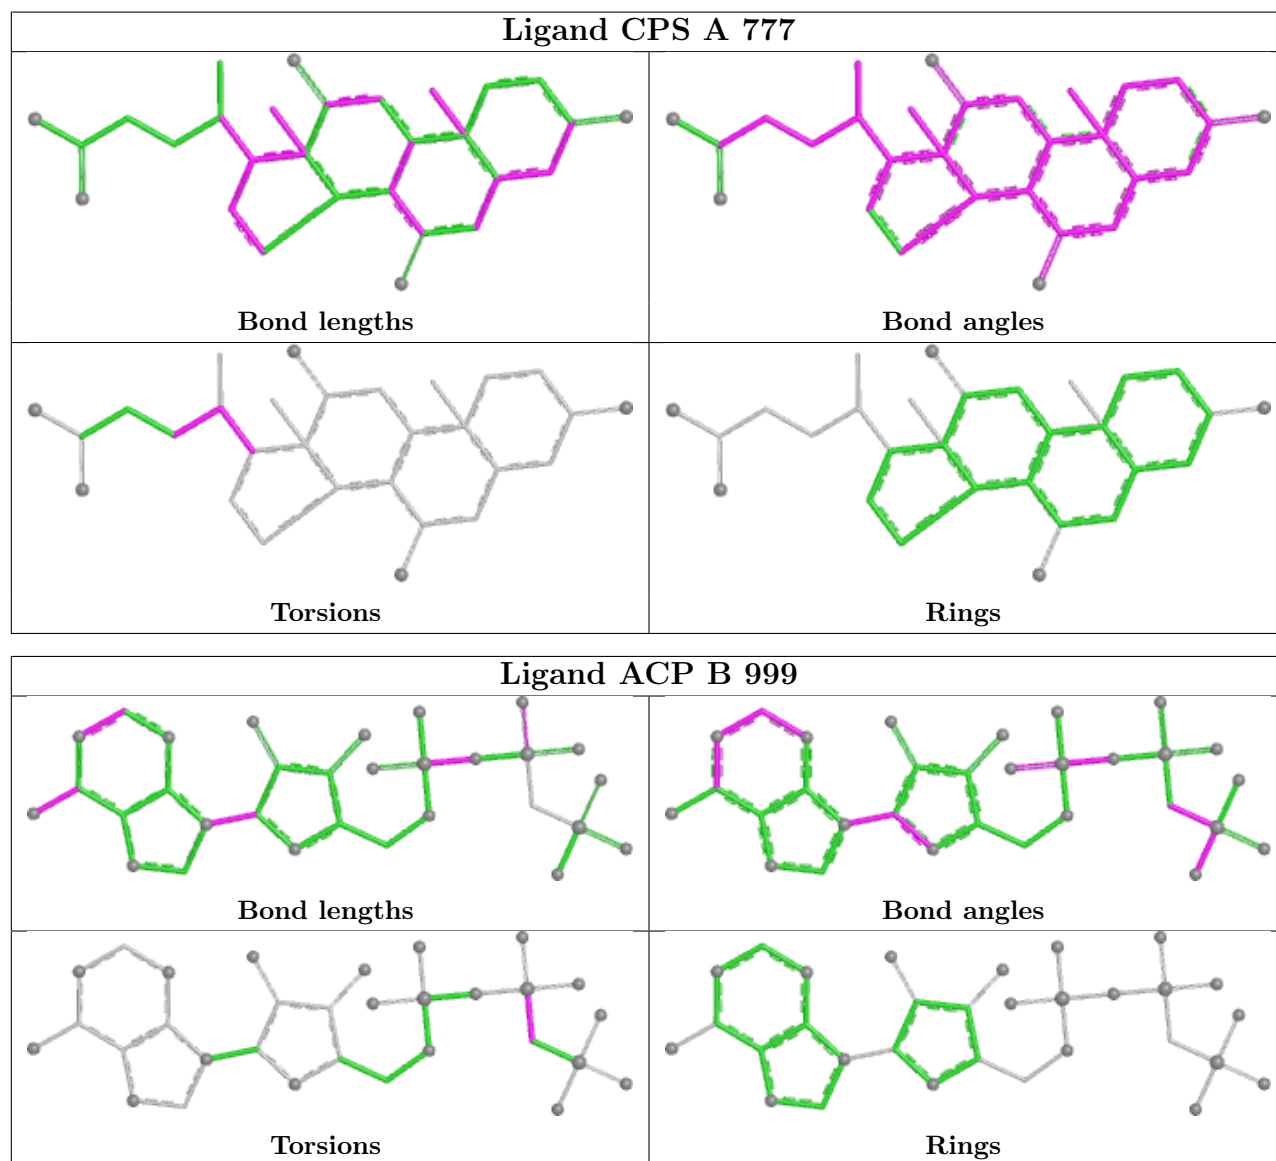 Ligand CPS A 777
Bond lengths
Bond angles
Torsions
Rings
Ligand ACP B 999
Bond lengths
Bond angles
Torsions
Rings